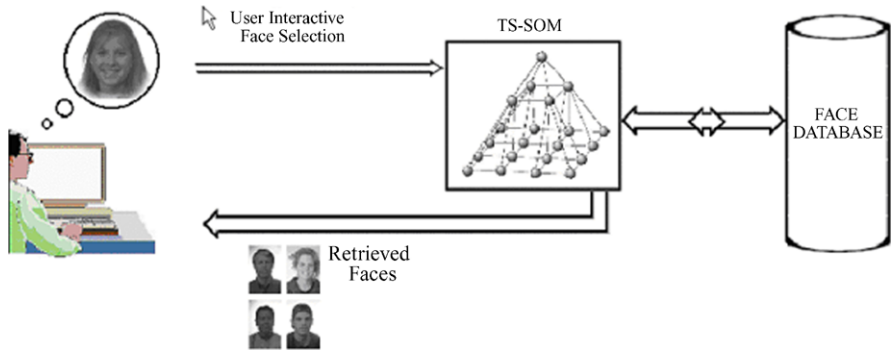 User Interactive
Face Selection
TS-SOM
FACE
DATABASE
Retrieved
Faces